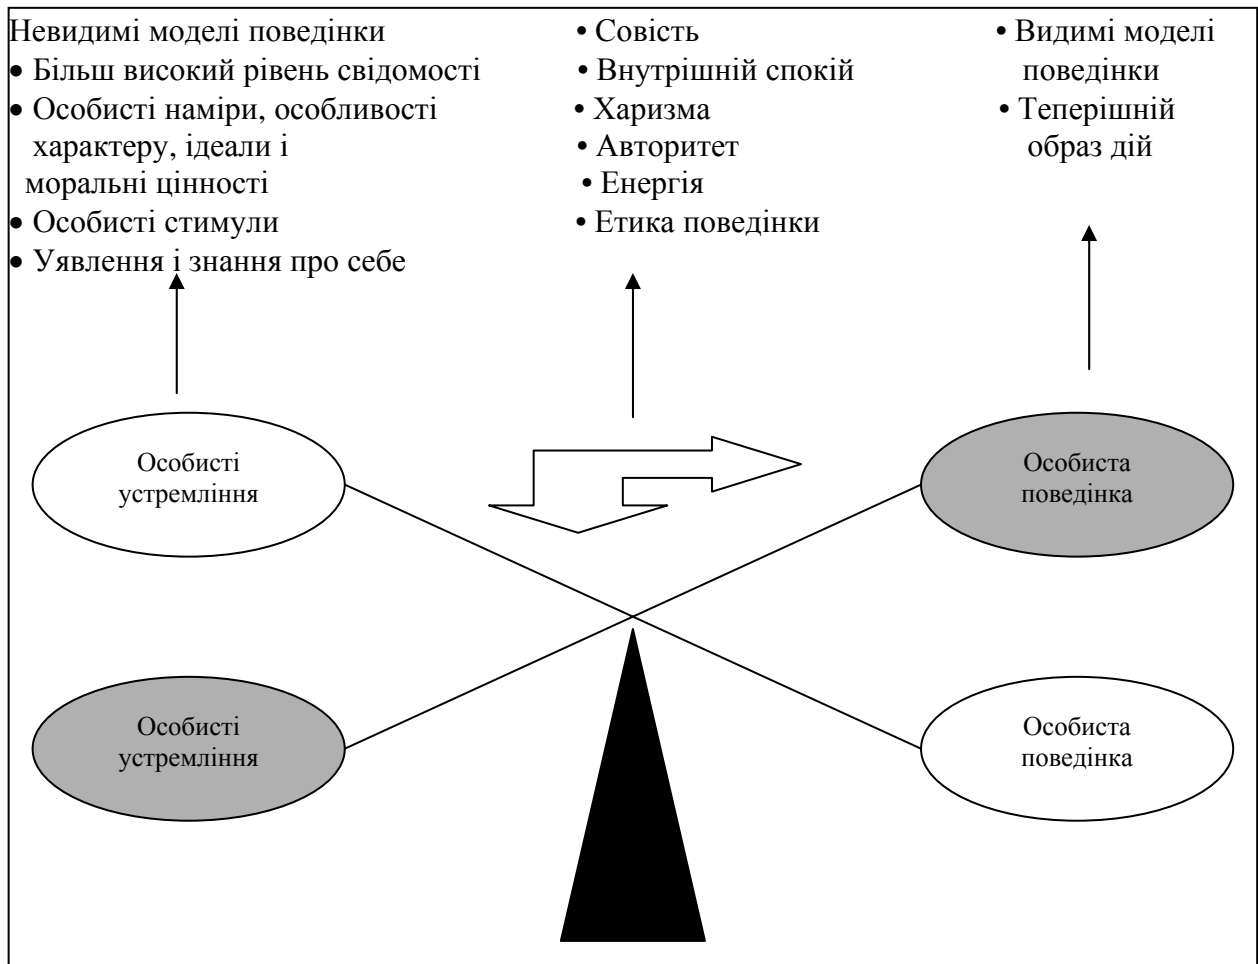 Невидимі моделі поведінки
• Більш високий рівень свідомості
• Особисті наміри, особливості
характеру, ідеали і
моральні цінності
• Особисті стимули
• Уявлення і знання про себе
• Совість
• Внутрішній спокій
• Харизма
• Авторитет
• Енергія
• Етика поведінки
• Видимі моделі
поведінки
• Теперішній
образ дій
Особисті
устремління
Особиста
поведінка
Особисті
устремління
Особиста
поведінка